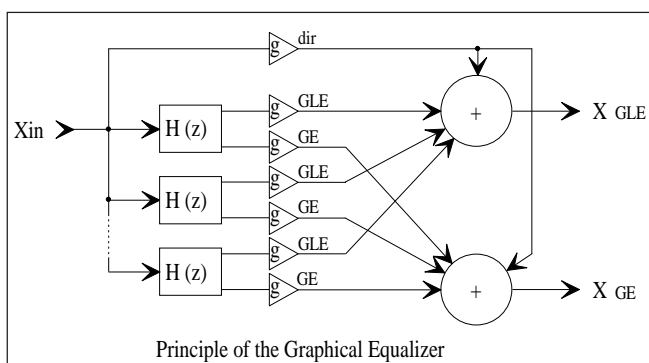 g dir
g GLE
Xin H (z) + X GLE
g GE
g GLE
H (z)
g GE
g GLE
H (z)
g GE + X GE
Principle of the Graphical Equalizer